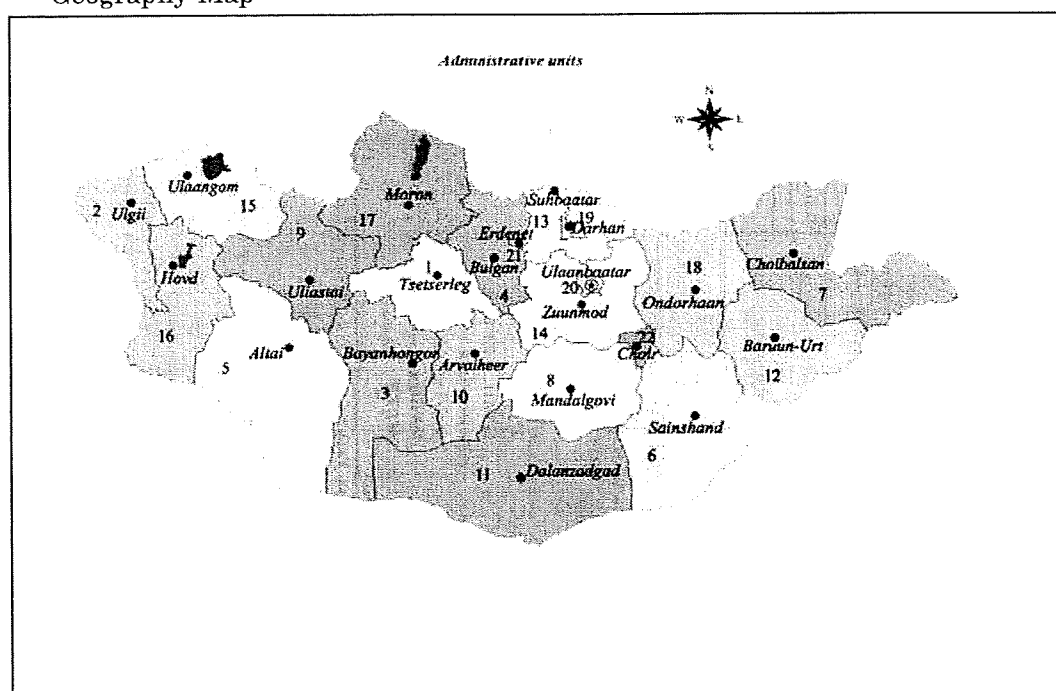 Geography Map
Administrative units
N
W E
S
Ulaangom
2 Ulgii
15
9
17
Moron
Suhbaatar
13
19
Darhan
Erdenet
21
Bulgan
4
Hovd
16
Uliastai
1
Tsetserleg
Ulaanbaatar
20
Zuunmod
14
18
Ondorhaan
Choibalsan
7
22
Choir
Baruun-Urt
12
5
Altai
Bayanhongor
3
Arvaiheer
10
8
Mandalgovi
Sainshand
6
11
Dalanzadgad